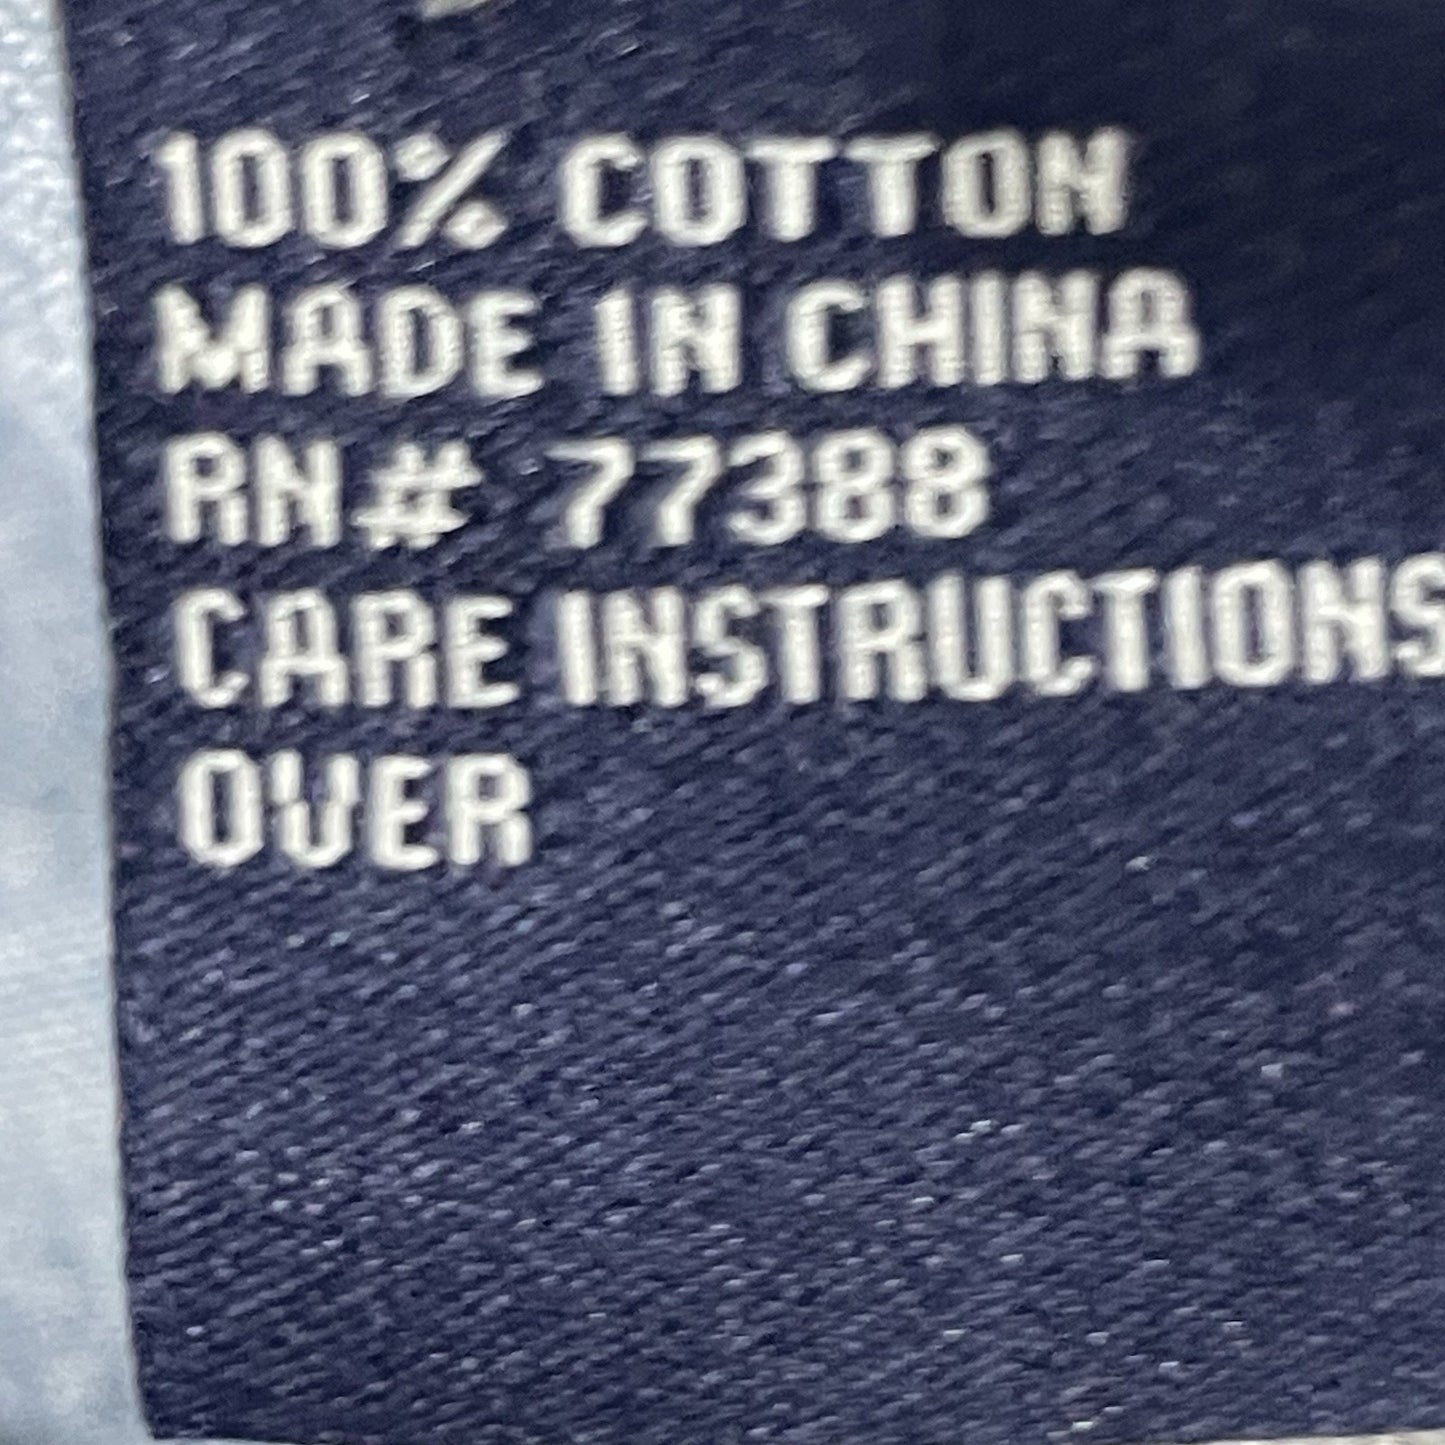 100% COTTON
MADE IN CHINA
RN# 77388
CARE INSTRUCTIONS
OVER